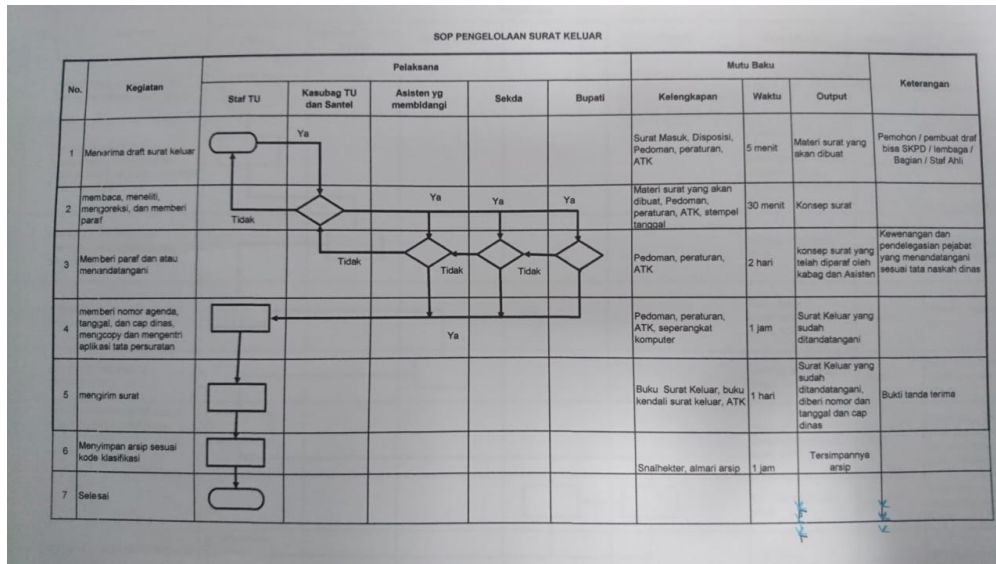 SOP PENGELOLAAN SURAT KELUAR
No.
Kegiatan
Pelaksana
Mutu Baku
Keterangan
Staf TU
Kasubag TU
dan Santel
Asisten yg
membidangi
Sekda
Bupati
Kelengkapan
Waktu
Output
1
Menerima draft surat keluar
Ya
Surat Masuk, Disposisi,
Pedoman, peraturan,
ATK
5 menit
Materi surat yang
akan dibuat
Pemohon / pembuat draf
bisa SKPD / lembaga /
Bagian / Staf Ahli
2
membaca, meneliti,
mengoreksi, dan memberi
paraf
Tidak
Ya
Ya
Ya
Materi surat yang akan
dibuat, Pedoman,
peraturan, ATK, stempel
tanggal
30 menit
Konsep surat
3
Memberi paraf dan atau
menandatangani
Tidak
Tidak
Tidak
Pedoman, peraturan,
ATK
2 hari
konsep surat yang
telah diparaf oleh
kabag dan Asisten
Kewenangan dan
pendelegasian pejabat
yang menandatangani
sesuai tata naskah dinas
4
memberi nomor agenda,
tanggal, dan cap dinas,
mengcopy dan mengentri
aplikasi tata persuratan
Ya
Pedoman, peraturan,
ATK, seperangkat
komputer
1 jam
Surat Keluar yang
sudah
ditandatangani
5
mengirim surat
Buku Surat Keluar, buku
kendali surat keluar, ATK
1 hari
Surat Keluar yang
sudah
ditandatangani,
diberi nomor dan
tanggal dan cap
dinas
Bukti tanda terima
6
Menyimpan arsip sesuai
kode klasifikasi
Snalhekter, almari arsip
1 jam
Tersimpannya
arsip
7
Selesai